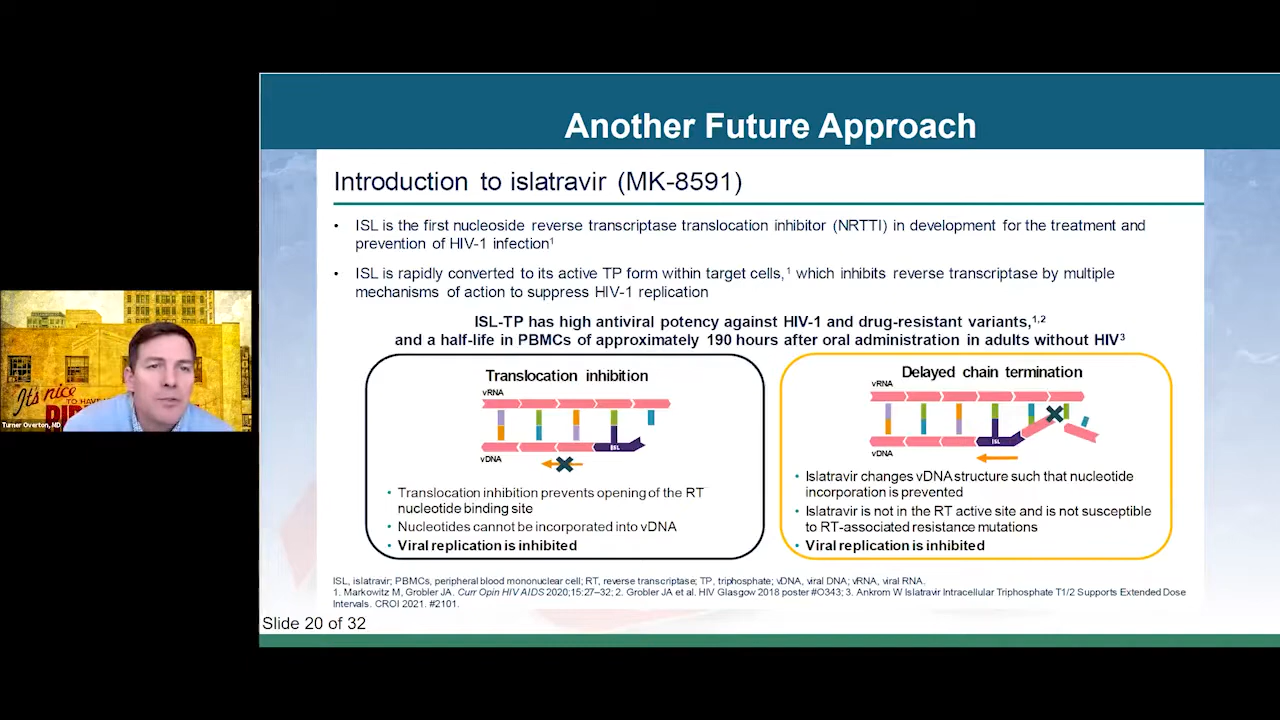 Another Future Approach
Introduction to islatravir (MK-8591)
• ISL is the first nucleoside reverse transcriptase translocation inhibitor (NRTTI) in development for the treatment and
prevention of HIV-1 infection1
• ISL is rapidly converted to its active TP form within target cells,1 which inhibits reverse transcriptase by multiple
mechanisms of action to suppress HIV-1 replication
ISL-TP has high antiviral potency against HIV-1 and drug-resistant variants,1,2
and a half-life in PBMCs of approximately 190 hours after oral administration in adults without HIV3
Translocation inhibition
vRNA
ISL
vDNA
• Translocation inhibition prevents opening of the RT
nucleotide binding site
• Nucleotides cannot be incorporated into vDNA
• Viral replication is inhibited
Delayed chain termination
vRNA
ISL
vDNA
• Islatravir changes vDNA structure such that nucleotide
incorporation is prevented
• Islatravir is not in the RT active site and is not susceptible
to RT-associated resistance mutations
• Viral replication is inhibited
ISL, islatravir; PBMCs, peripheral blood mononuclear cell; RT, reverse transcriptase; TP, triphosphate; vDNA, viral DNA; vRNA, viral RNA.
1. Markowitz M, Grobler JA. Curr Opin HIV AIDS 2020;15:27–32; 2. Grobler JA et al. HIV Glasgow 2018 poster #O343; 3. Ankrom W Islatravir Intracellular Triphosphate T1/2 Supports Extended Dose
Intervals. CROI 2021. #2101.
Slide 20 of 32
It's nice
TO HAVE
Turner Overton, MD